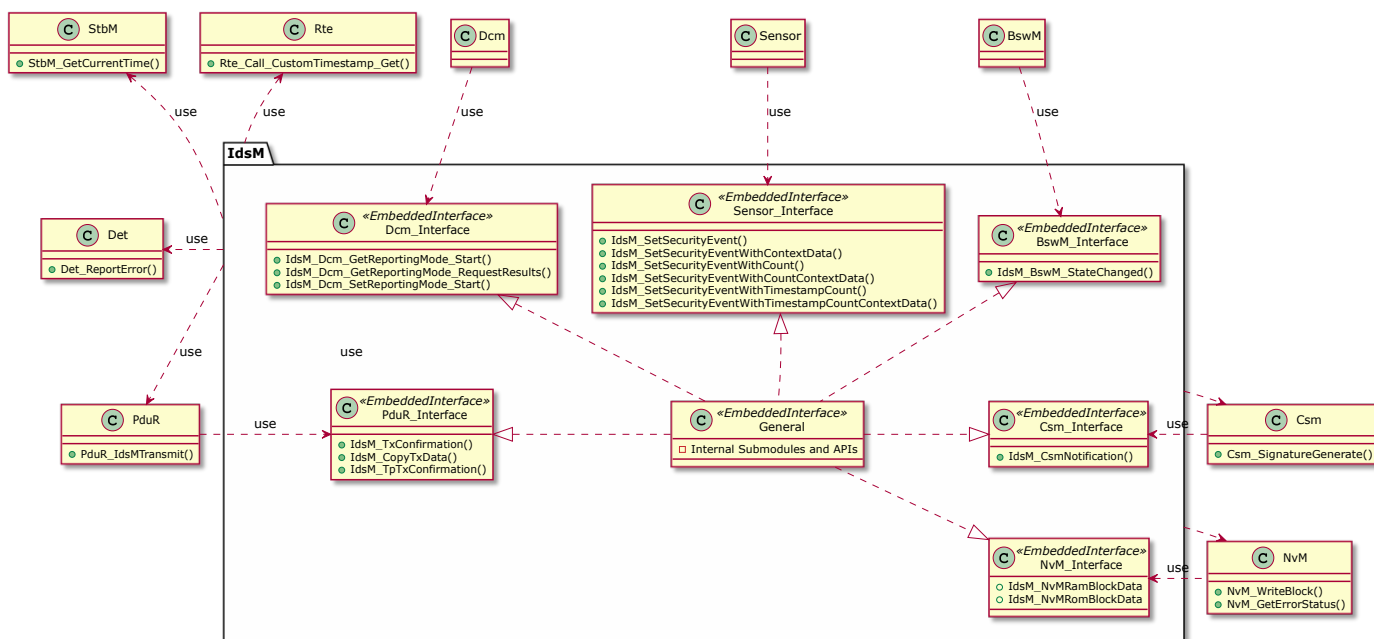 C StbM
StbM_GetCurrentTime()
C Rte
Rte_Call_CustomTimestamp_Get()
C Dcm
C Sensor
C BswM
use
use
use
use
use
IdsM
C «EmbeddedInterface»
Dcm_Interface
IdsM_Dcm_GetReportingMode_Start()
IdsM_Dcm_GetReportingMode_RequestResults()
IdsM_Dcm_SetReportingMode_Start()
C «EmbeddedInterface»
Sensor_Interface
IdsM_SetSecurityEvent()
IdsM_SetSecurityEventWithContextData()
IdsM_SetSecurityEventWithCount()
IdsM_SetSecurityEventWithCountContextData()
IdsM_SetSecurityEventWithTimestampCount()
IdsM_SetSecurityEventWithTimestampCountContextData()
C «EmbeddedInterface»
BswM_Interface
IdsM_BswM_StateChanged()
C Det
Det_ReportError()
use
use
use
C PduR
PduR_IdsMTransmit()
use
C «EmbeddedInterface»
PduR_Interface
IdsM_TxConfirmation()
IdsM_CopyTxData()
IdsM_TpTxConfirmation()
C «EmbeddedInterface»
General
Internal Submodules and APIs
C «EmbeddedInterface»
Csm_Interface
IdsM_CsmNotification()
use
C Csm
Csm_SignatureGenerate()
C «EmbeddedInterface»
NvM_Interface
IdsM_NvMRamBlockData
IdsM_NvMRomBlockData
use
C NvM
NvM_WriteBlock()
NvM_GetErrorStatus()